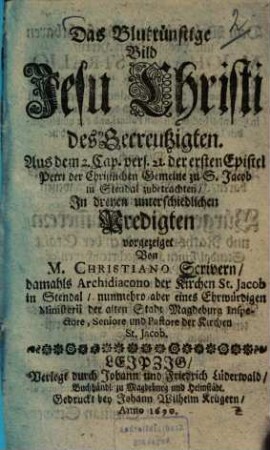 Das Blutrünstige
Bild
Jesu Christi
des Gecreutzigten.
Aus dem 2. Cap. vers. 21. der ersten Epistel
Petri der Christlichen Gemeine zu S. Jacob
in Stendal zubetrachten/
In dreyen unterschiedlichen
Predigten
vorgezeiget
Von
M. CHRISTIANO Scrivern/
damahls Archidiacono der Kirchen St. Jacob
in Stendal / nunmehro aber eines Ehrwürdigen
Ministerii der alten Stadt Magdeburg Inspe-
ctore, Seniore und Pastore der Kirchen
St. Jacob.
LEIPZIG/
Verlegts durch Johann und Friedrich Lüderwald/
Buchhändl. zu Magdeburg und Helmstät.
Gedruckt bey Johann Wilhelm Krügern/
Anno 1690.